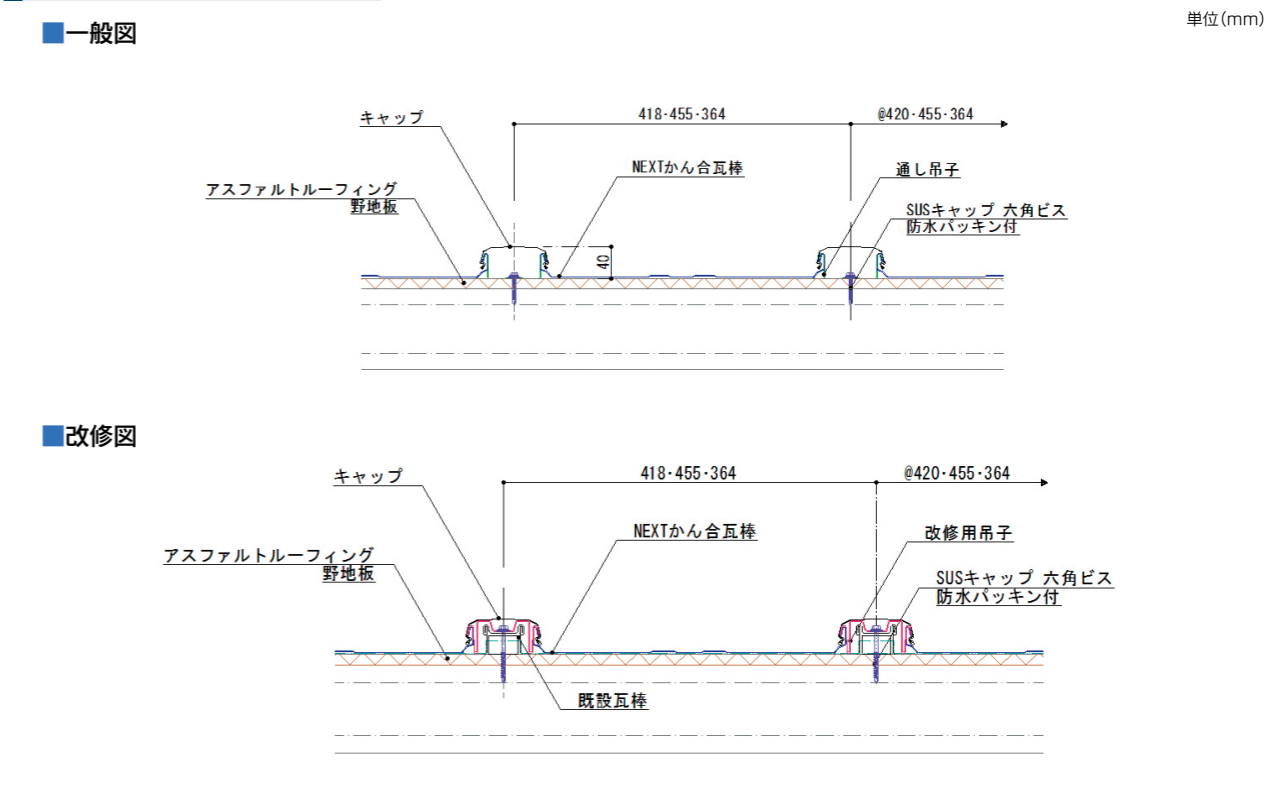 単位(mm)
■一般図
キャップ
418·455·364
@420·455·364
NEXTかん合瓦棒
通し吊子
アスファルトルーフィング
野地板
SUSキャップ 六角ビス
防水パッキン付
40
■改修図
キャップ
418·455·364
@420·455·364
NEXTかん合瓦棒
改修用吊子
アスファルトルーフィング
野地板
SUSキャップ 六角ビス
防水パッキン付
既設瓦棒